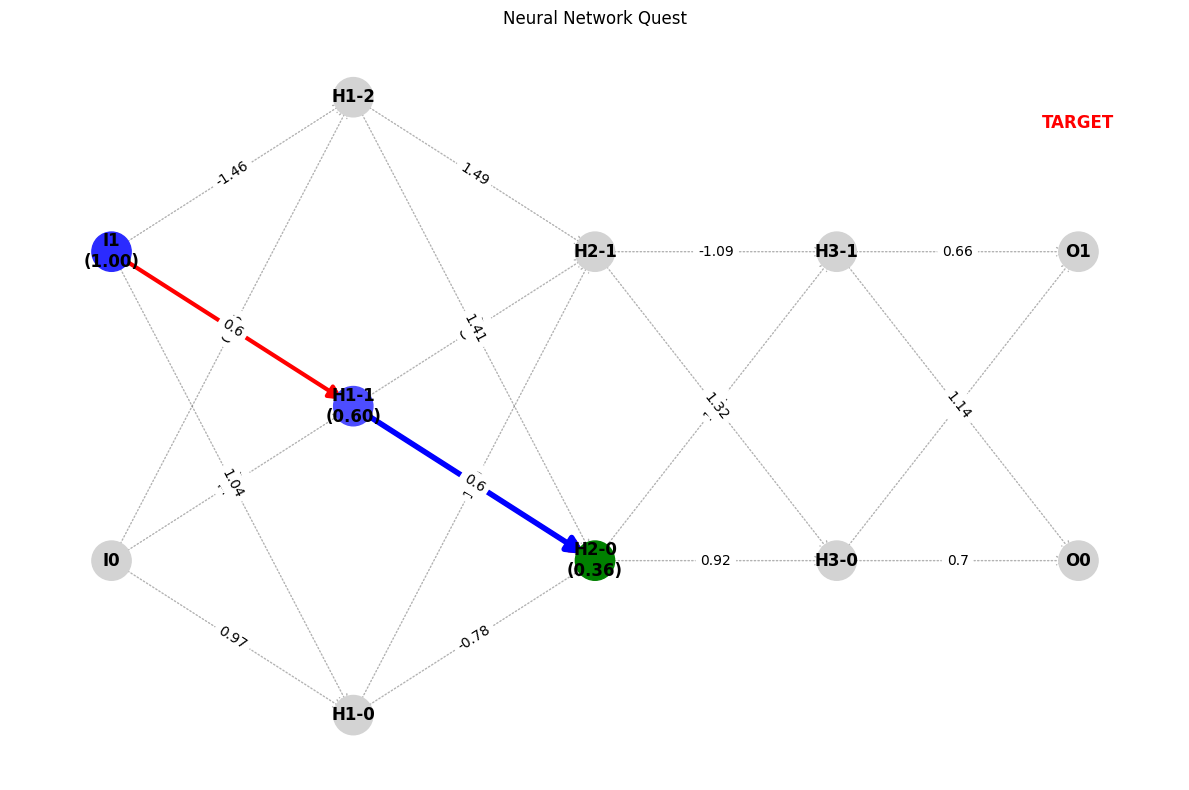 Neural Network Quest
H1-2
TARGET
-1.46
1.49
I1
(1.00)
H2-1
-1.09
H3-1
0.66
O1
0.6
1.41
H1-1
(0.60)
1.32
1.14
1.04
0.6
I0
H2-0
(0.36)
0.92
H3-0
0.7
O0
0.97
-0.78
H1-0